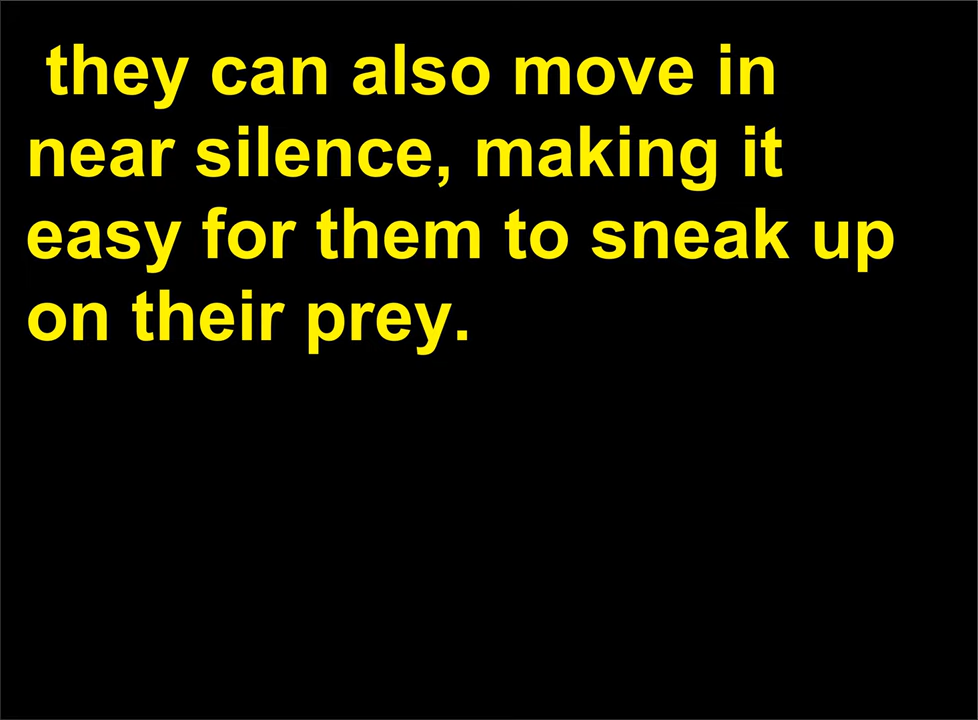 they can also move in
near silence, making it
easy for them to sneak up
on their prey.